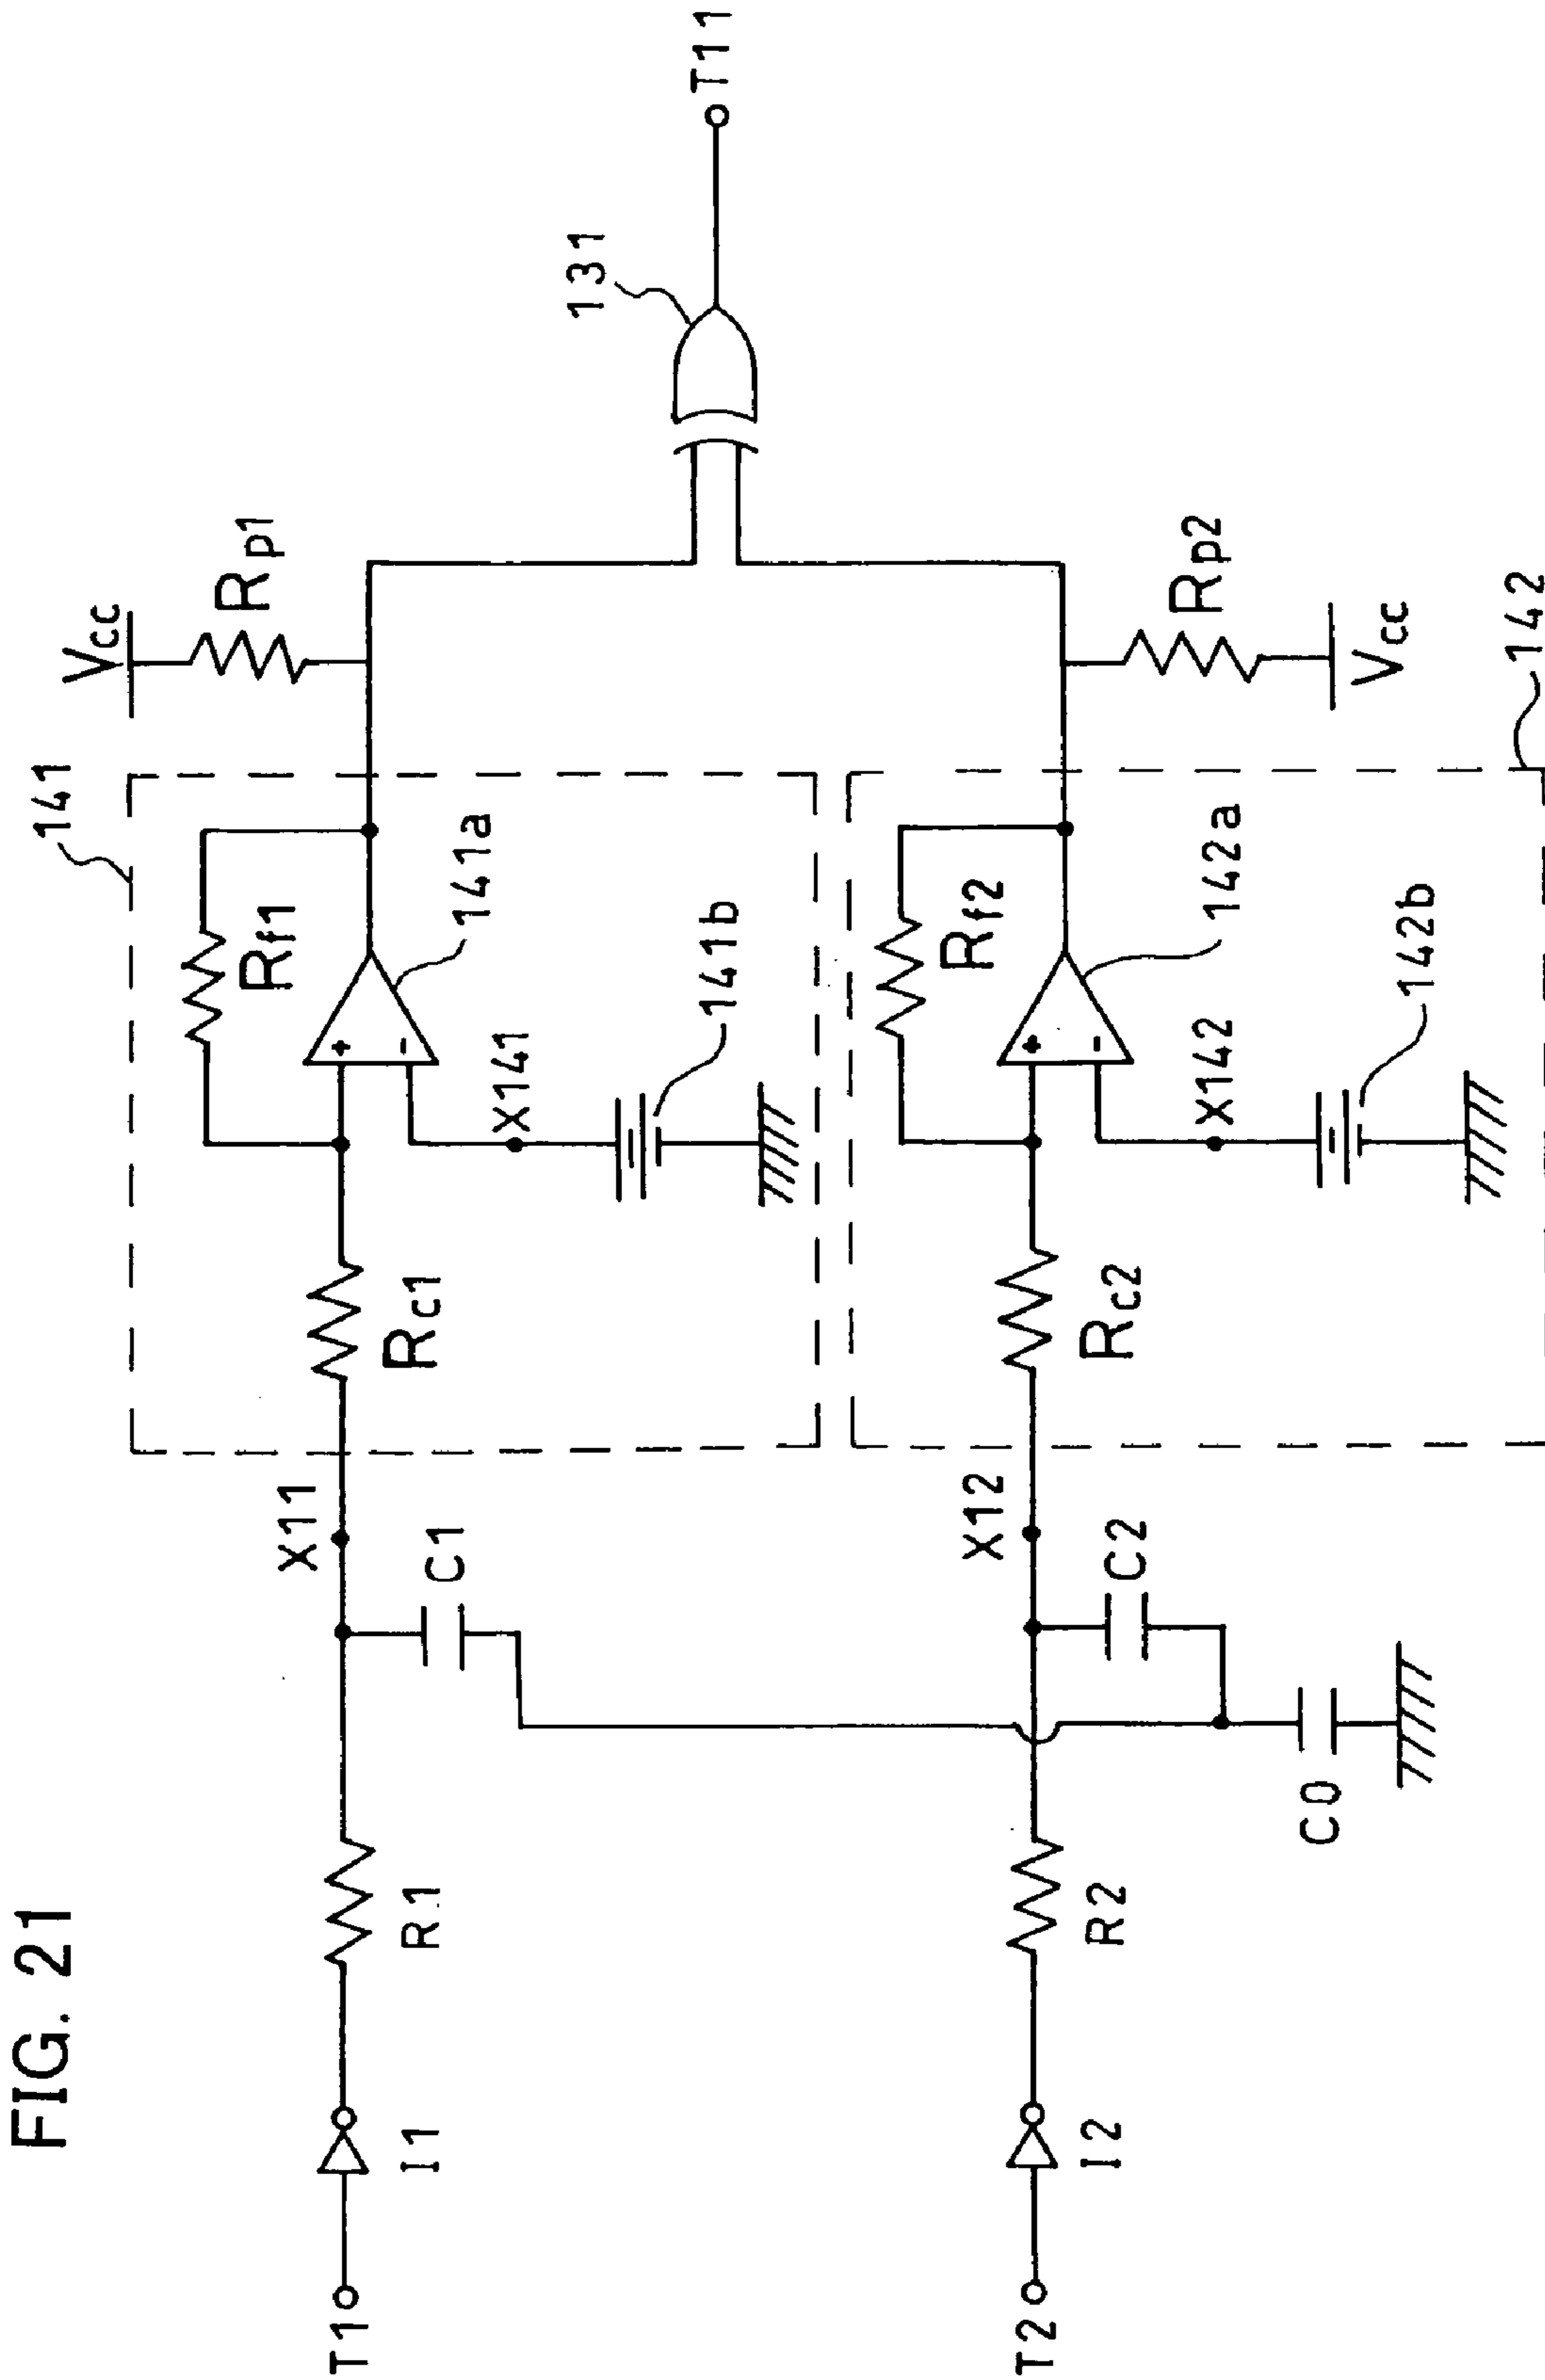 FIG. 21
141
Vcc
Rp1
Rf1
X11
Rc1
141a
X141
141b
T1
I1
R1
C1
131
T11
142
Rf2
X12
Rc2
142a
X142
142b
Rp2
Vcc
T2
I2
R2
C2
C0